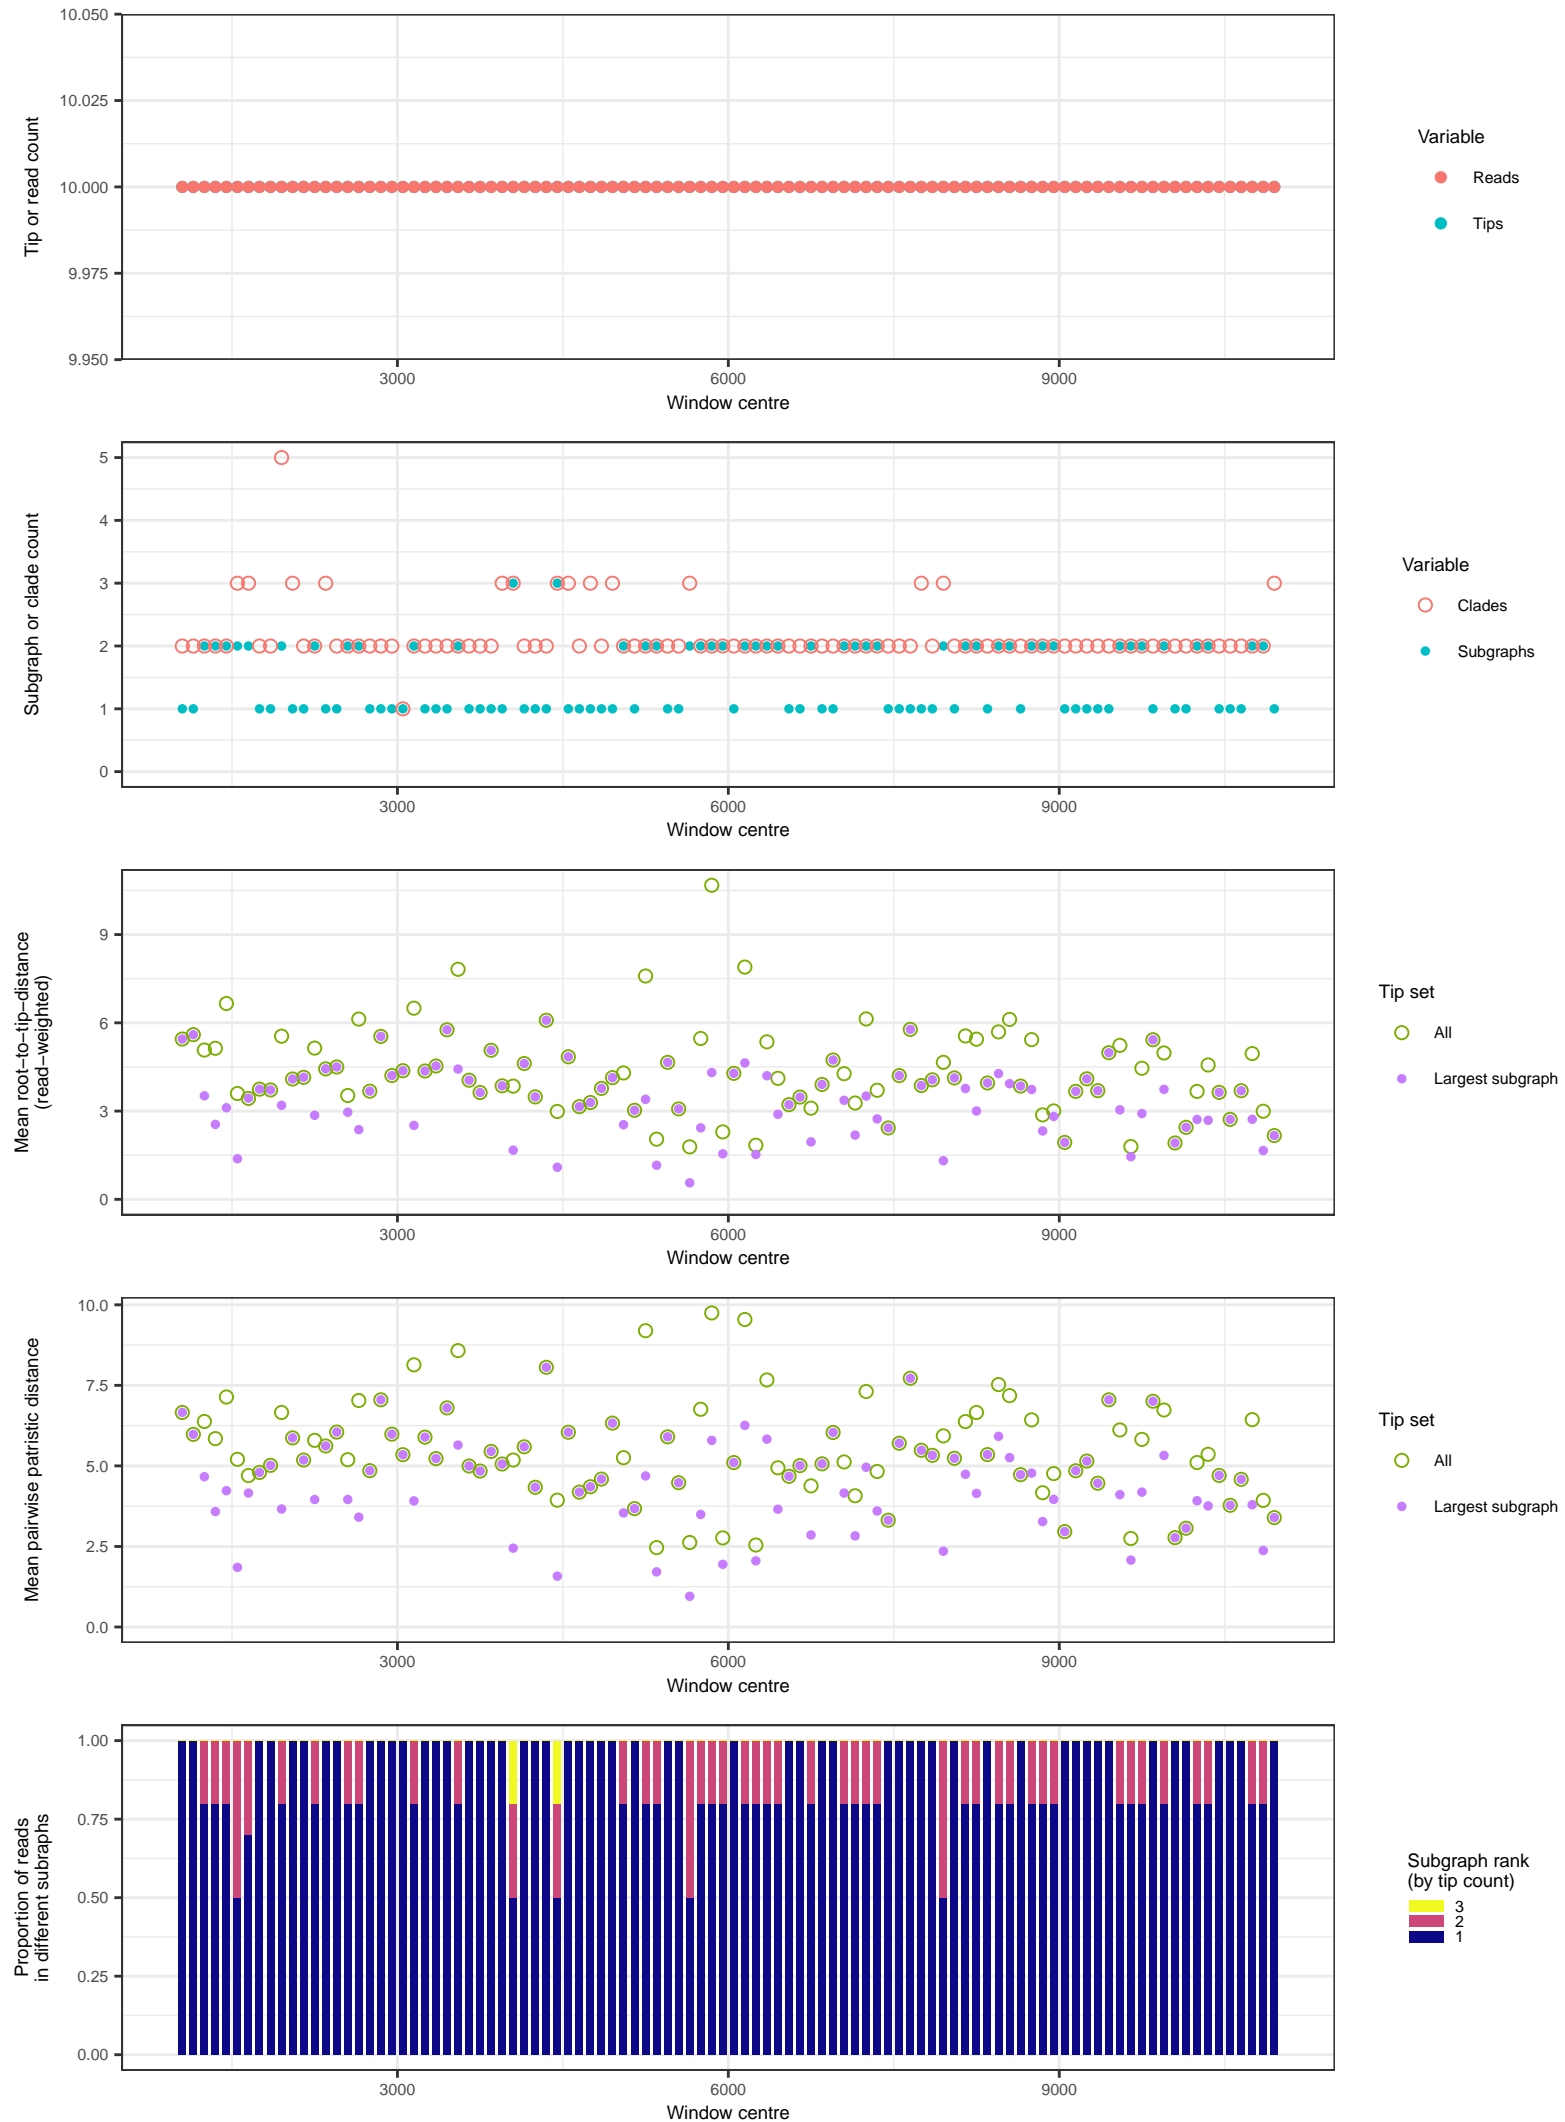 10.050
10.025
10.000
9.975
9.950
Tip or read count
3000
6000
9000
Window centre
Variable
Reads
Tips
5
4
3
2
1
0
Subgraph or clade count
3000
6000
9000
Window centre
Variable
Clades
Subgraphs
9
6
3
0
Mean root−to−tip−distance
(read−weighted)
3000
6000
9000
Window centre
Tip set
All
Largest subgraph
10.0
7.5
5.0
2.5
0.0
Mean pairwise patristic distance
3000
6000
9000
Window centre
Tip set
All
Largest subgraph
1.00
0.75
0.50
0.25
0.00
Proportion of reads
in different subraphs
3000
6000
9000
Window centre
Subgraph rank
(by tip count)
3
2
1